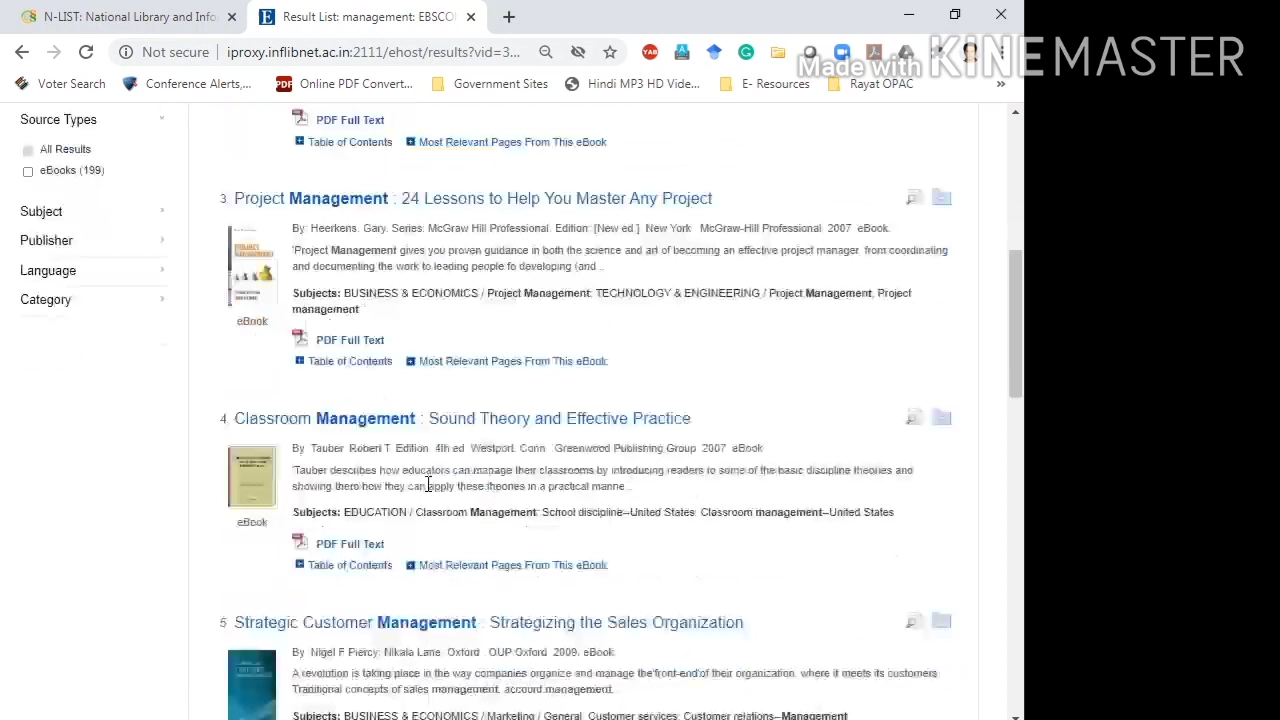 N-LIST: National Library and Info
Result List: management: EBSCO
Made with KINEMASTER
Not secure
iproxy.inflibnet.ac.in:2111/ehost/results?vid=3...
Voter Search
Conference Alerts,...
Online PDF Convert...
Government Sites
Hindi MP3 HD Video...
E- Resources
Rayat OPAC
»
Source Types
All Results
eBooks (199)
Subject
Publisher
Language
Category
PDF Full Text
Table of Contents Most Relevant Pages From This eBook
3 Project Management : 24 Lessons to Help You Master Any Project
By: Heerkens, Gary. Series: McGraw Hill Professional. Edition: [New ed.] New York McGraw-Hill Professional. 2007 eBook.
'Project Management gives you proven guidance in both the science and art of becoming an effective project manager, from coordinating
and documenting the work to leading people to developing (and...
Subjects: BUSINESS & ECONOMICS / Project Management; TECHNOLOGY & ENGINEERING / Project Management; Project
management
eBook
PDF Full Text
Table of Contents Most Relevant Pages From This eBook
4 Classroom Management : Sound Theory and Effective Practice
By: Tauber, Robert T. Edition: 4th ed. Westport, Conn Greenwood Publishing Group. 2007 eBook
'Tauber describes how educators can manage their classrooms by introducing readers to some of the basic discipline theories and
showing them how they can apply these theories in a practical manne...
Subjects: EDUCATION / Classroom Management; School discipline--United States; Classroom management--United States
eBook
PDF Full Text
Table of Contents Most Relevant Pages From This eBook
5 Strategic Customer Management : Strategizing the Sales Organization
By: Nigel F Piercy, Nikala Lane. Oxford : OUP Oxford. 2009. eBook.
A revolution is taking place in the way companies organize and manage the 'front-end' of their organization, where it meets its customers.
Traditional concepts of sales management, account management,
Subjects: BUSINESS & ECONOMICS / Marketing / General; Customer services; Customer relations--Management